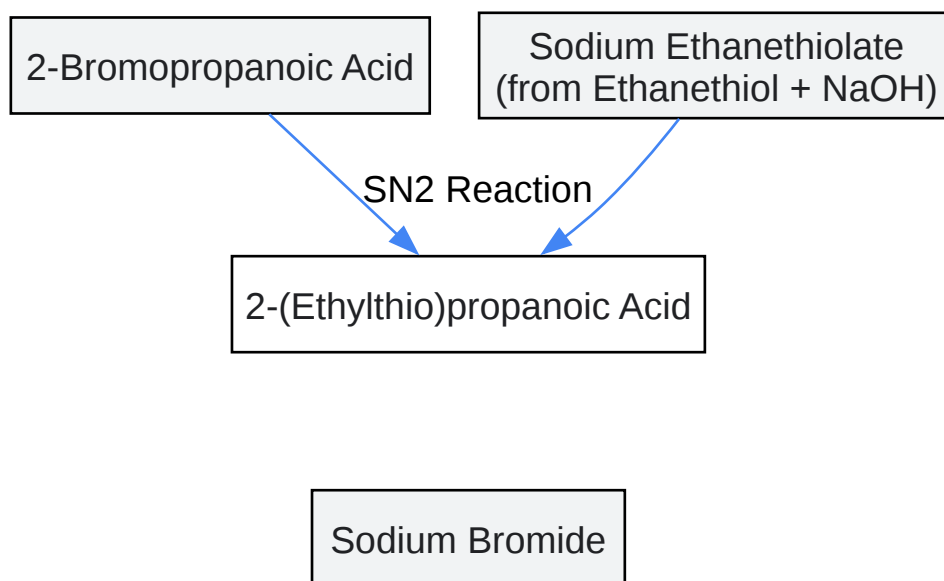 2-Bromopropanoic Acid
Sodium Ethanethiolate
(from Ethanethiol + NaOH)
SN2 Reaction
2-(Ethylthio)propanoic Acid
Sodium Bromide